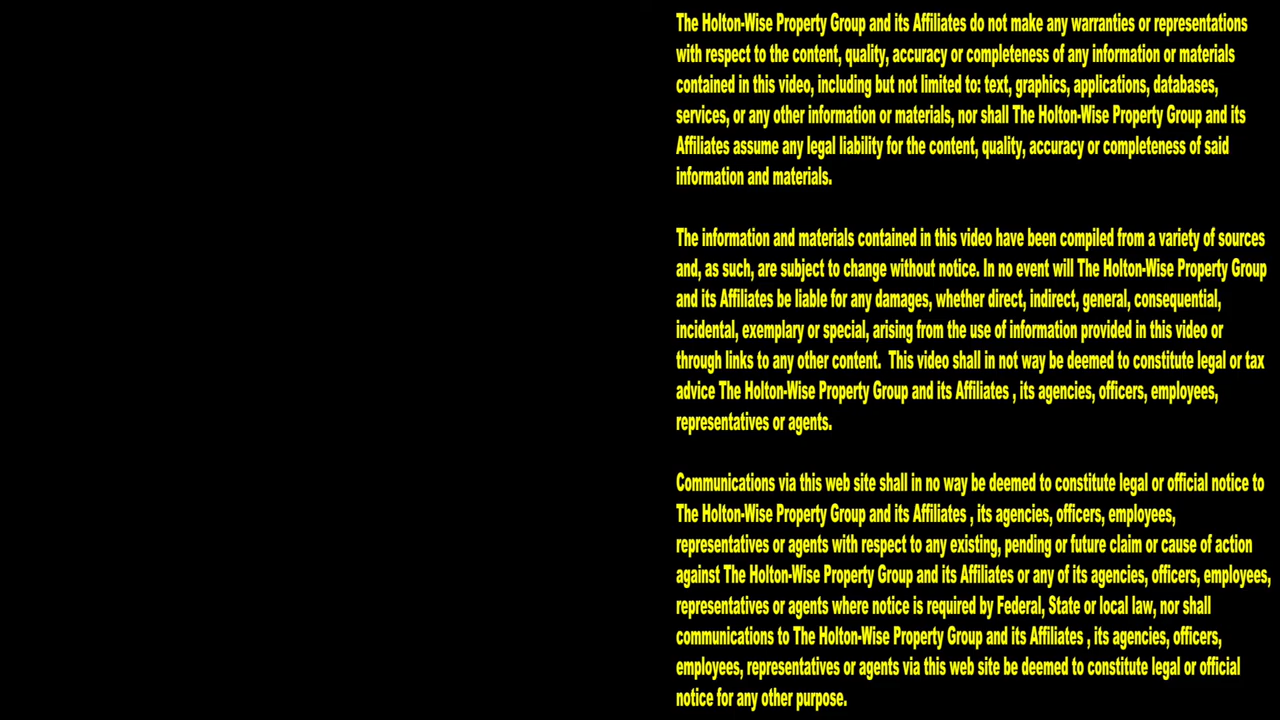 The Holton-Wise Property Group and its Affiliates do not make any warranties or representations
with respect to the content, quality, accuracy or completeness of any information or materials
contained in this video, including but not limited to: text, graphics, applications, databases,
services, or any other information or materials, nor shall The Holton-Wise Property Group and its
Affiliates assume any legal liability for the content, quality, accuracy or completeness of said
information and materials.

The information and materials contained in this video have been compiled from a variety of sources
and, as such, are subject to change without notice. In no event will The Holton-Wise Property Group
and its Affiliates be liable for any damages, whether direct, indirect, general, consequential,
incidental, exemplary or special, arising from the use of information provided in this video or
through links to any other content.  This video shall in not way be deemed to constitute legal or tax
advice The Holton-Wise Property Group and its Affiliates , its agencies, officers, employees,
representatives or agents.

Communications via this web site shall in no way be deemed to constitute legal or official notice to
The Holton-Wise Property Group and its Affiliates , its agencies, officers, employees,
representatives or agents with respect to any existing, pending or future claim or cause of action
against The Holton-Wise Property Group and its Affiliates or any of its agencies, officers, employees,
representatives or agents where notice is required by Federal, State or local law, nor shall
communications to The Holton-Wise Property Group and its Affiliates , its agencies, officers,
employees, representatives or agents via this web site be deemed to constitute legal or official
notice for any other purpose.